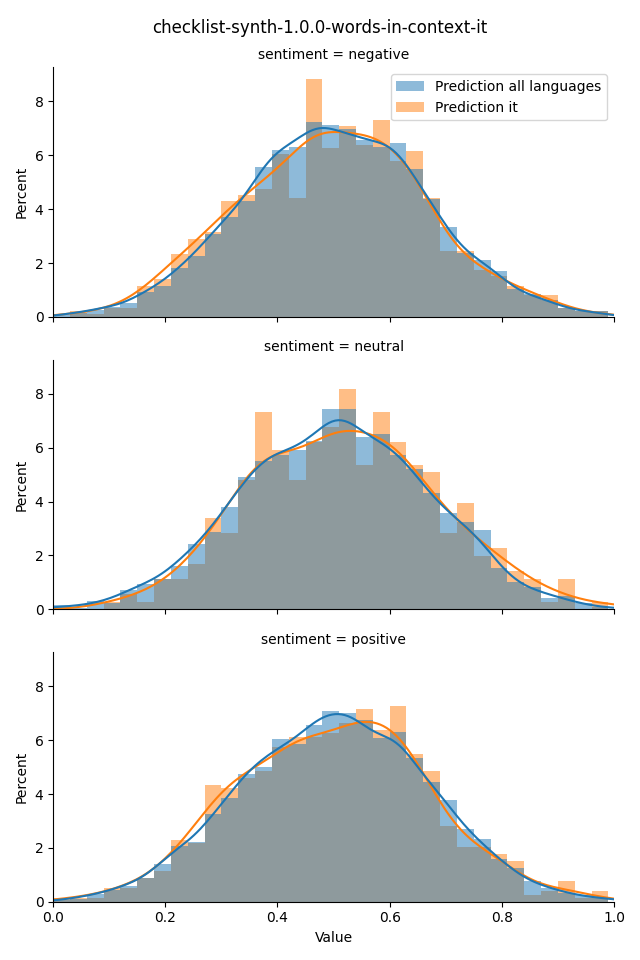 checklist-synth-1.0.0-words-in-context-it
sentiment = negative
Prediction all languages
Prediction it
Percent
8
6
4
2
0
sentiment = neutral
Percent
8
6
4
2
0
sentiment = positive
Percent
8
6
4
2
0
0.0 0.2 0.4 0.6 0.8 1.0
Value